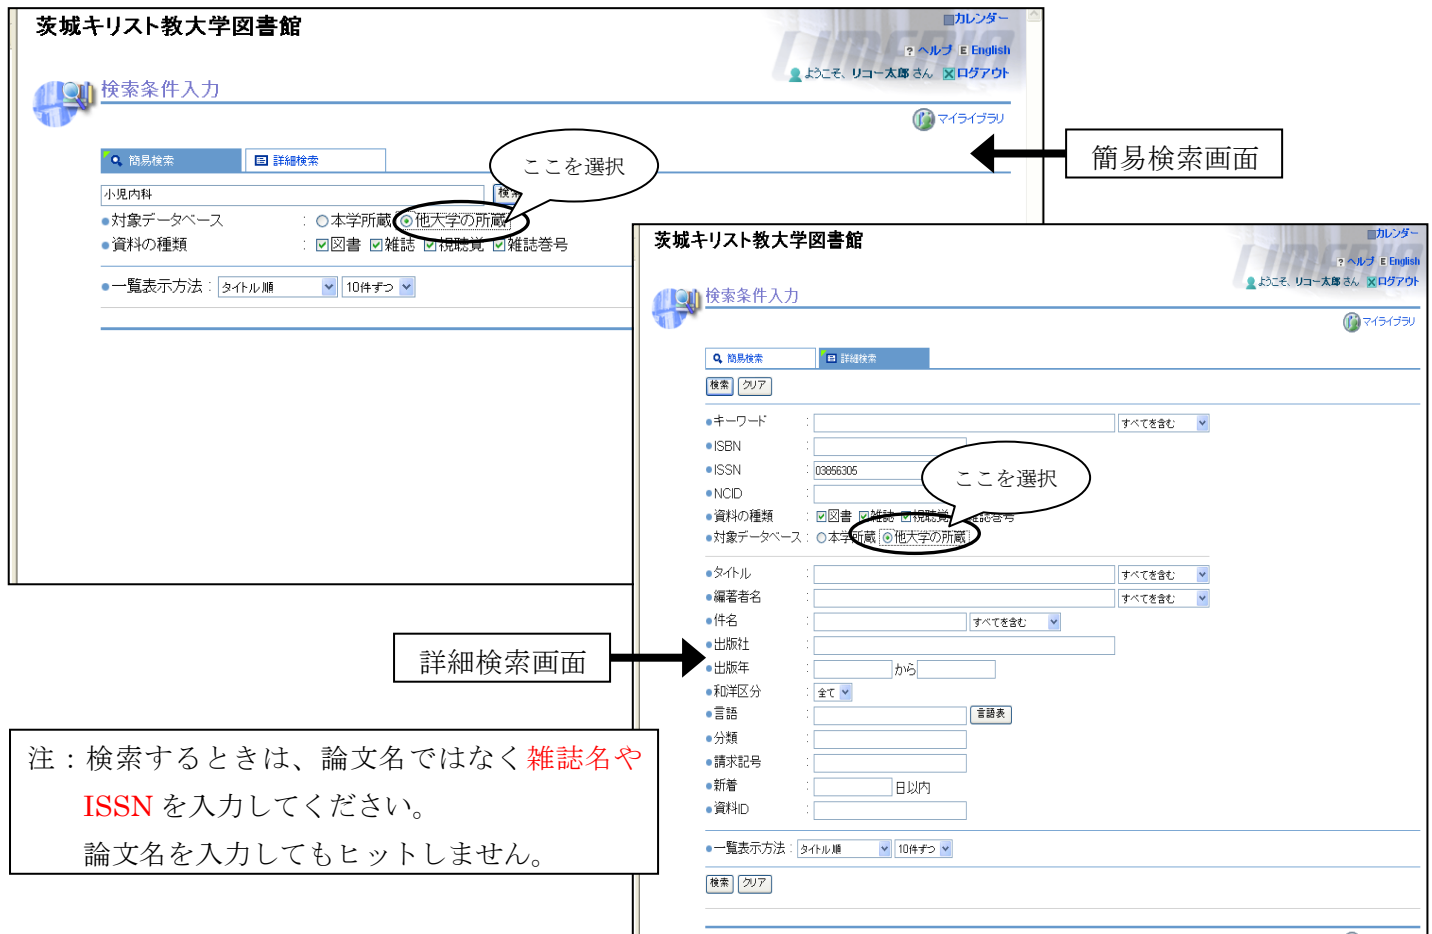 茨城キリスト教大学図書館
カレンダー
? ヘルプ E English
ようこそ、リコー太郎 さん ログアウト
検索条件入力
マイライブラリ
簡易検索画面
簡易検索 詳細検索
ここを選択
小児内科
対象データベース : 本学所蔵 他大学の所蔵
資料の種類 : 図書 雑誌 視聴覚 雑誌巻号
一覧表示方法 : タイトル順 10件ずつ
茨城キリスト教大学図書館
カレンダー
? ヘルプ E English
ようこそ、リコー太郎 さん ログアウト
検索条件入力
マイライブラリ
簡易検索 詳細検索
検索 クリア
キーワード : すべてを含む
ISBN :
ISSN : 03856305
ここを選択
NCID :
資料の種類 : 図書 雑誌 視聴覚 雑誌巻号
対象データベース : 本学所蔵 他大学の所蔵
タイトル : すべてを含む
編著者名 : すべてを含む
件名 : すべてを含む
出版社 :
出版年 : から
和洋区分 : 全て
言語 : 言語表
分類 :
請求記号 :
新着 : 日以内
資料ID :
一覧表示方法 : タイトル順 10件ずつ
検索 クリア
詳細検索画面
注：検索するときは、論文名ではなく雑誌名や
ISSN を入力してください。
論文名を入力してもヒットしません。